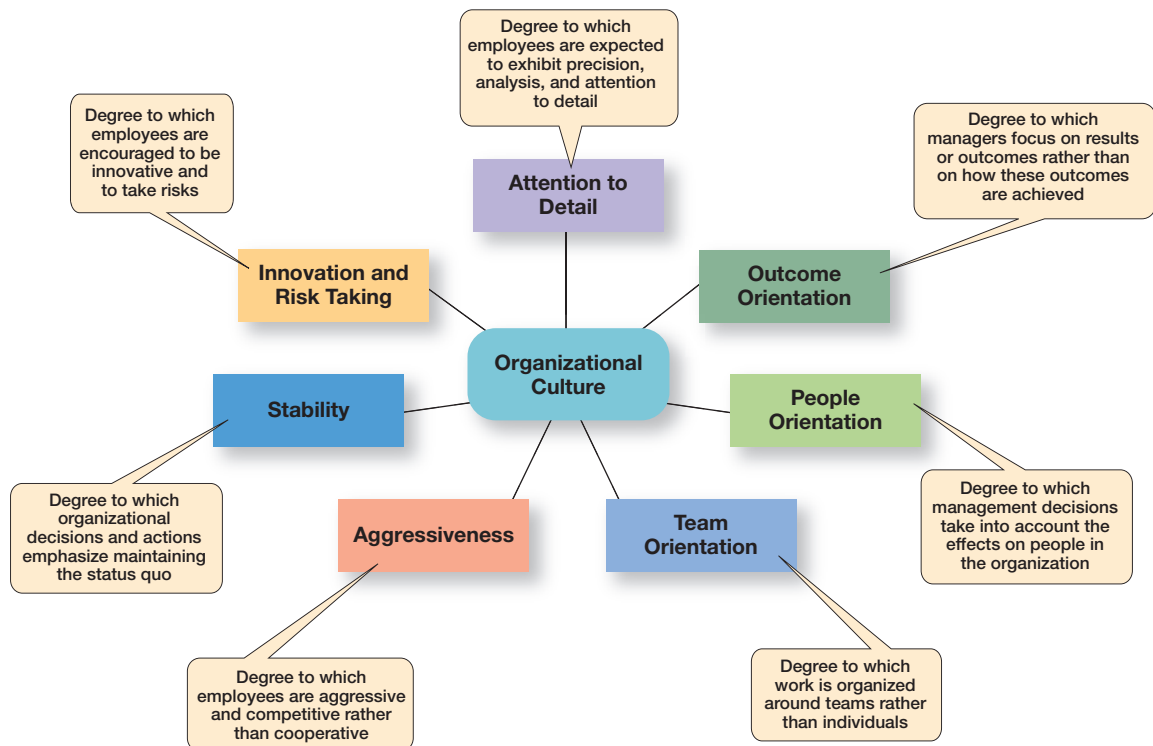 Degree to which
employees are expected
to exhibit precision,
analysis, and attention
to detail
Degree to which
employees are
encouraged to be
innovative and
to take risks
Degree to which
managers focus on results
or outcomes rather than
on how these outcomes
are achieved
Attention to
Detail
Innovation and
Risk Taking
Outcome
Orientation
Organizational
Culture
Stability
People
Orientation
Degree to which
organizational
decisions and actions
emphasize maintaining
the status quo
Aggressiveness
Team
Orientation
Degree to which
management decisions
take into account the
effects on people in
the organization
Degree to which
employees are aggressive
and competitive rather
than cooperative
Degree to which
work is organized
around teams rather
than individuals